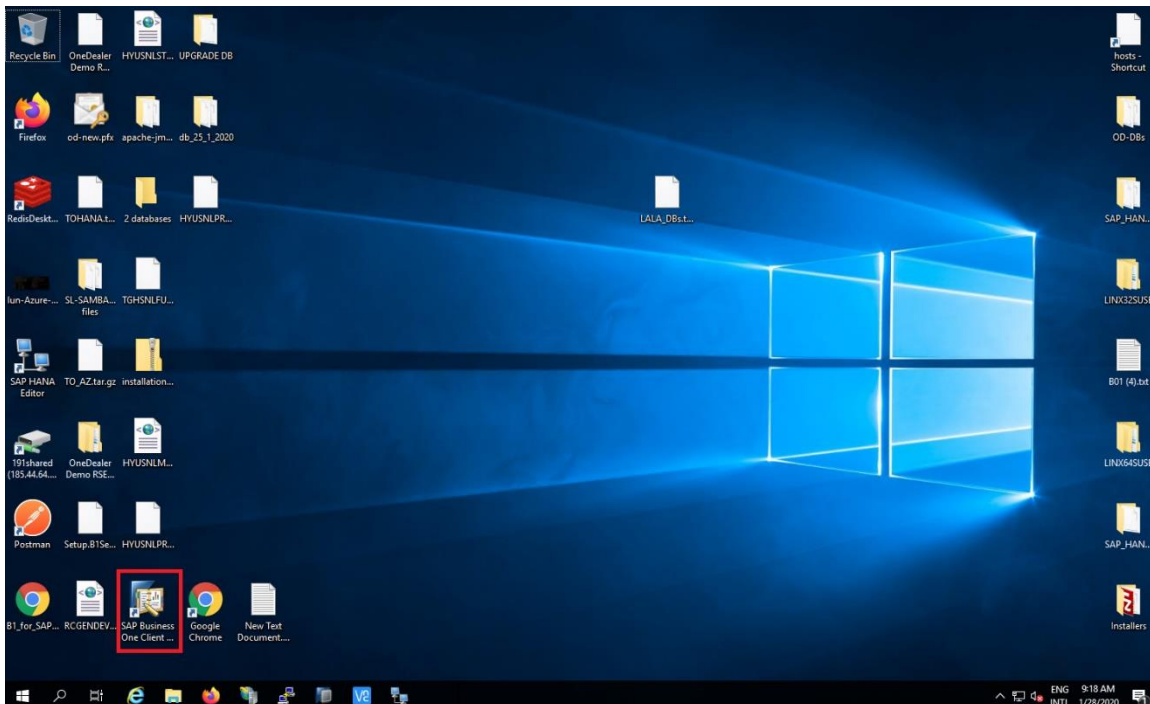 Recycle Bin
OneDealer
Demo R...
HYUSNLST...
UPGRADE DB
hosts -
Shortcut
Firefox
od-new.pfx
apache-jm...
db_25_1_2020
OD-DBs
RedisDeskt...
TOHANA.t...
2 databases
HYUSNLPR...
LALA_DBs.t...
SAP_HAN...
lun-Azure-...
SL-SAMBA...
files
TGHSNLFU...
LINX32SUSE
SAP HANA
Editor
TO_AZ.tar.gz
installation...
B01 (4).txt
191shared
(185.44.64....
OneDealer
Demo RSE...
HYUSNLM...
LINX64SUSE
Postman
Setup.B1Se...
HYUSNLPR...
SAP_HAN...
B1_for_SAP...
RCGENDEV...
SAP Business
One Client ...
Google
Chrome
New Text
Document....
Installers
ENG
9:18 AM
INTL
1/28/2020